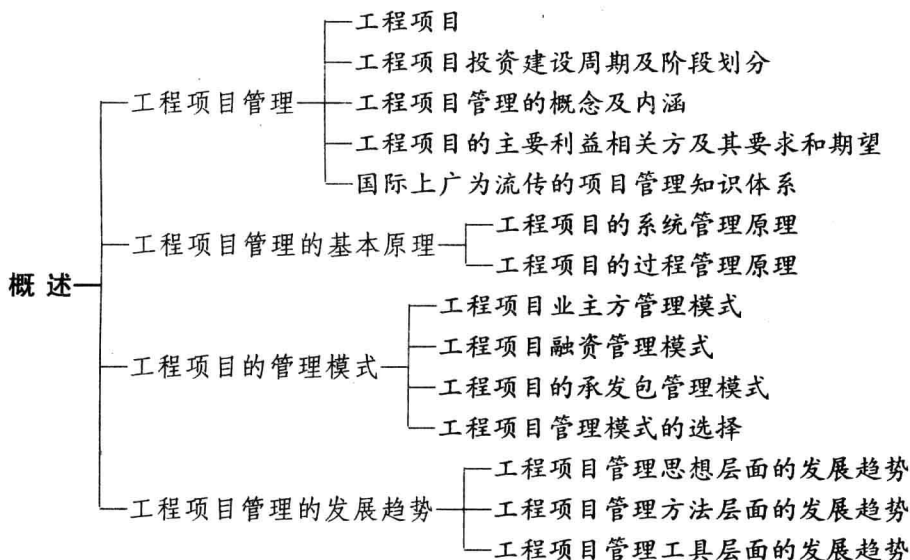 工程项目
工程项目投资建设周期及阶段划分
工程项目管理
工程项目管理的概念及内涵
工程项目的主要利益相关方及其要求和期望
国际上广为流传的项目管理知识体系
工程项目的系统管理原理
工程项目管理的基本原理
工程项目的过程管理原理
概述
工程项目业主方管理模式
工程项目融资管理模式
工程项目的管理模式
工程项目的承发包管理模式
工程项目管理模式的选择
工程项目管理思想层面的发展趋势
工程项目管理的发展趋势
工程项目管理方法层面的发展趋势
工程项目管理工具层面的发展趋势